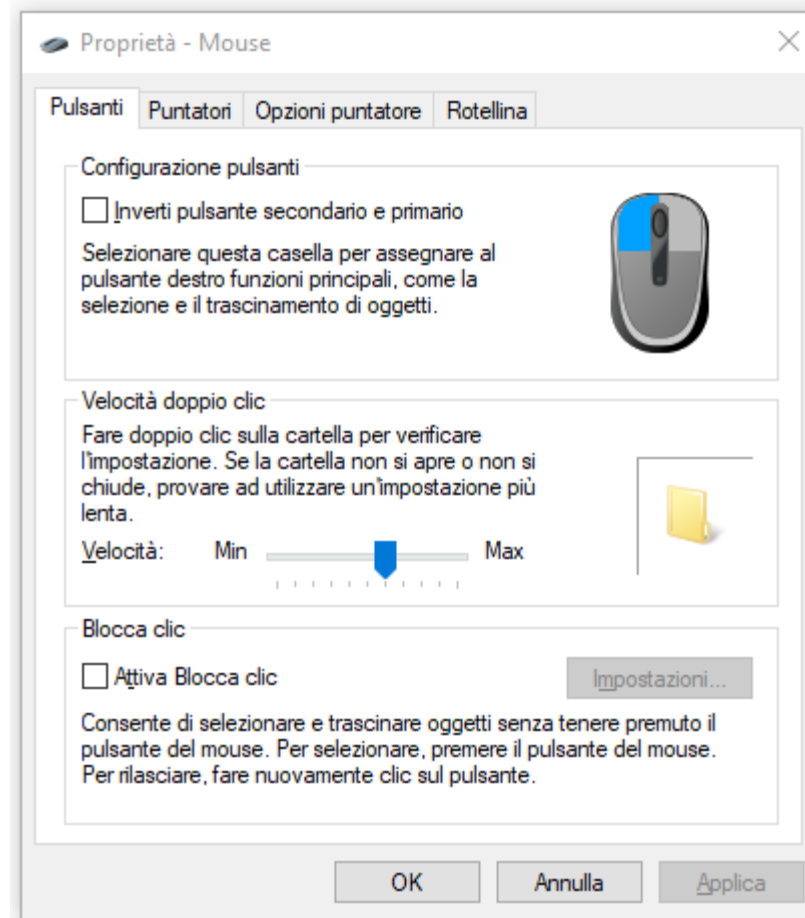 Proprietà - Mouse
Pulsanti
Puntatori
Opzioni puntatore
Rotellina
Configurazione pulsanti
Inverti pulsante secondario e primario
Selezionare questa casella per assegnare al
pulsante destro funzioni principali, come la
selezione e il trascinamento di oggetti.
Velocità doppio clic
Fare doppio clic sulla cartella per verificare
l'impostazione. Se la cartella non si apre o non si
chiude, provare ad utilizzare un'impostazione più
lenta.
Velocità: Min Max
Blocca clic
Attiva Blocca clic
Impostazioni...
Consente di selezionare e trascinare oggetti senza tenere premuto il
pulsante del mouse. Per selezionare, premere il pulsante del mouse.
Per rilasciare, fare nuovamente clic sul pulsante.
OK
Annulla
Applica